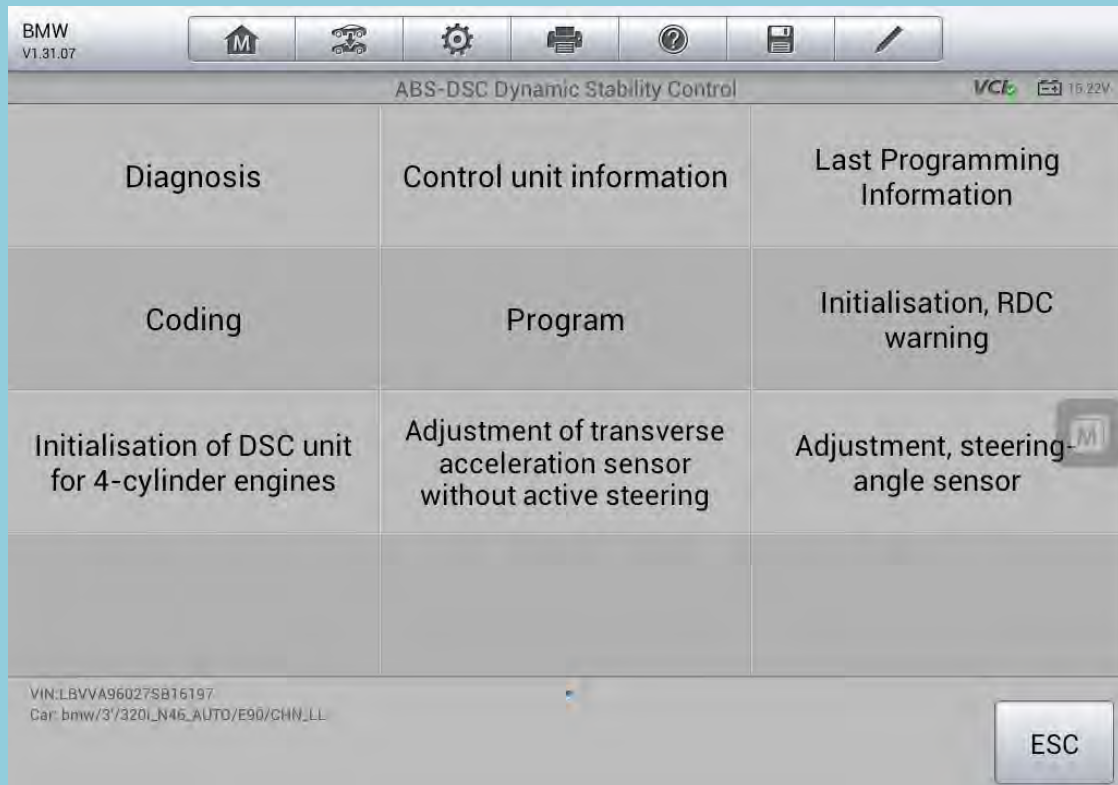 BMW
V1.31.07
M
ABS-DSC Dynamic Stability Control
VCI
15.22V
Diagnosis
Control unit information
Last Programming
Information
Coding
Program
Initialisation, RDC
warning
Initialisation of DSC unit
for 4-cylinder engines
Adjustment of transverse
acceleration sensor
without active steering
Adjustment, steering-
angle sensor
M
VIN:LBVVA96027SB16197
Car: bmw/3'/320i_N46_AUTO/E90/CHN_LL
ESC